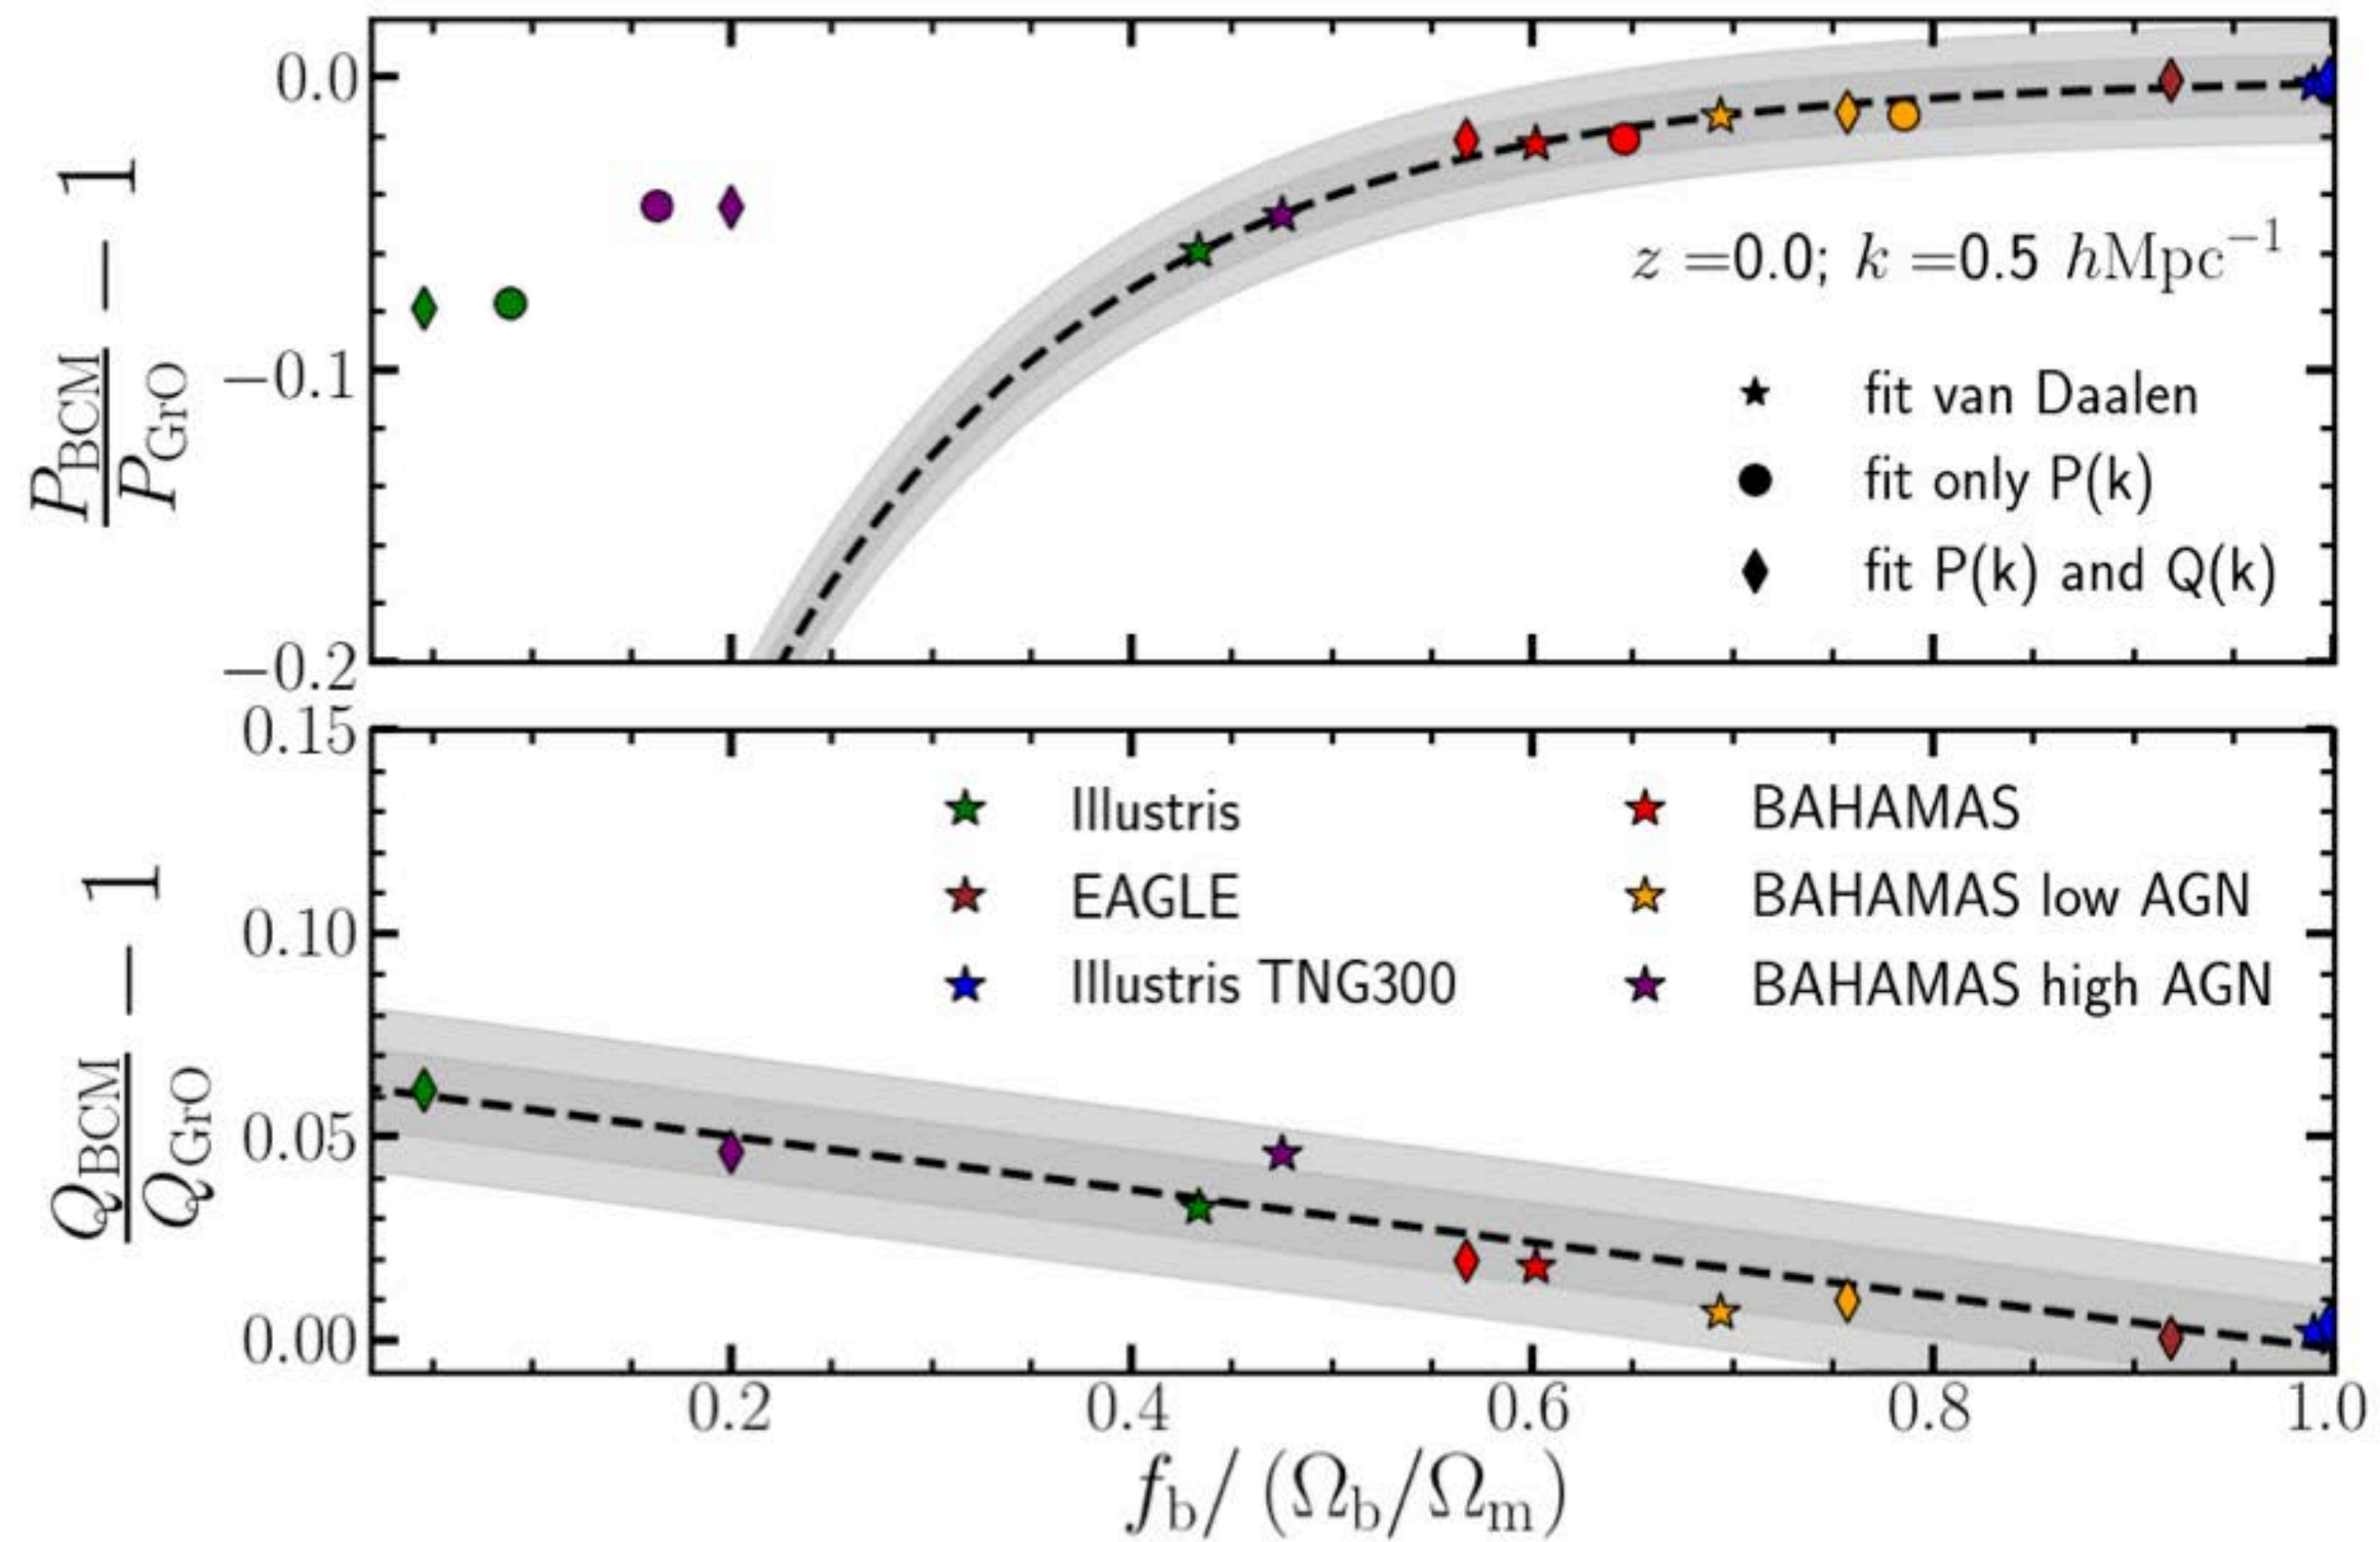 0.0
−0.1
−0.2
P_BCM/P_GrO − 1
z =0.0; k =0.5 hMpc⁻¹
fit van Daalen
fit only P(k)
fit P(k) and Q(k)
0.15
0.10
0.05
0.00
Q_BCM/Q_GrO − 1
Illustris
EAGLE
Illustris TNG300
BAHAMAS
BAHAMAS low AGN
BAHAMAS high AGN
0.2 0.4 0.6 0.8 1.0
f_b/ (Ω_b/Ω_m)